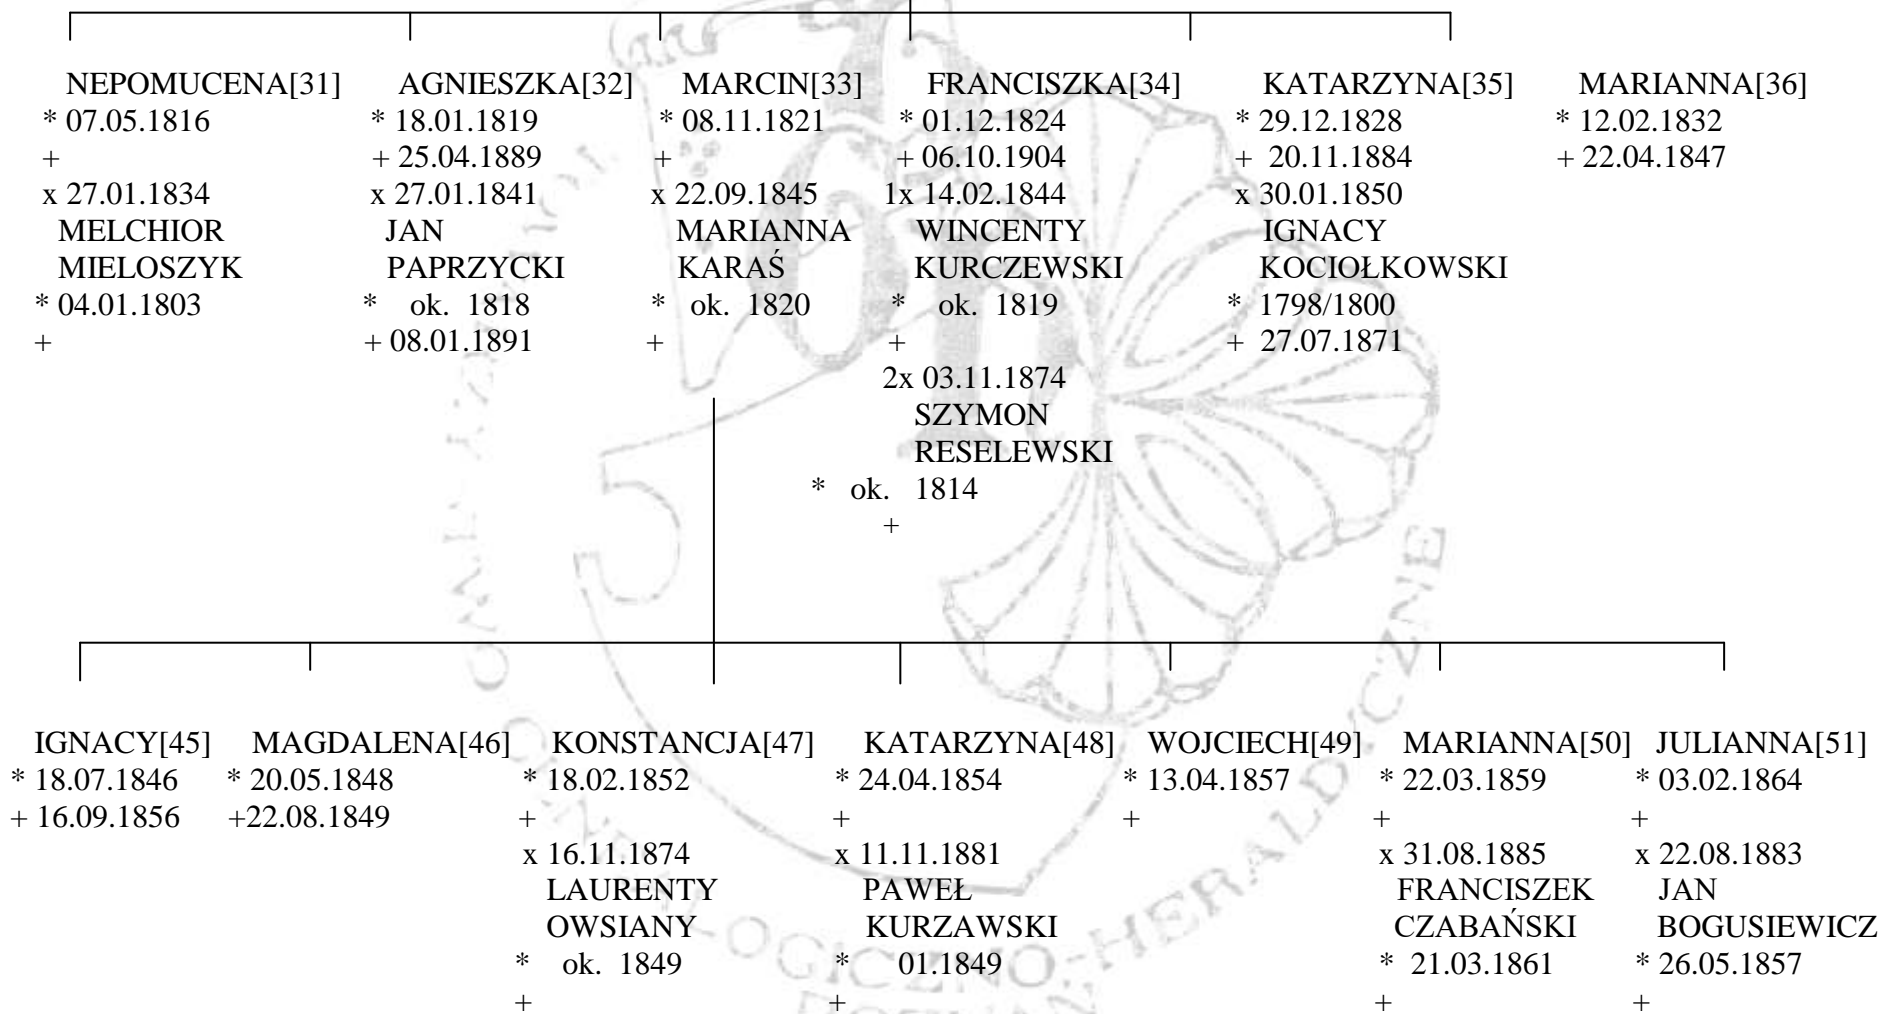 NEPOMUCENA[31] AGNIESZKA[32] MARCIN[33] FRANCISZKA[34] KATARZYNA[35] MARIANNA[36]
* 07.05.1816 * 18.01.1819 * 08.11.1821 * 01.12.1824 * 29.12.1828 * 12.02.1832
+ + 25.04.1889 + + 06.10.1904 + 20.11.1884 + 22.04.1847
x 27.01.1834 x 27.01.1841 x 22.09.1845 1x 14.02.1844 x 30.01.1850
MELCHIOR JAN MARIANNA WINCENTY IGNACY
MIELOSZYK PAPRZYCKI KARAŚ KURCZEWSKI KOCIOŁKOWSKI
* 04.01.1803 * ok. 1818 * ok. 1820 * ok. 1819 * 1798/1800
+ + 08.01.1891 + + + 27.07.1871
2x 03.11.1874
SZYMON
RESELEWSKI
* ok. 1814
+
IGNACY[45] MAGDALENA[46] KONSTANCJA[47] KATARZYNA[48] WOJCIECH[49] MARIANNA[50] JULIANNA[51]
* 18.07.1846 * 20.05.1848 * 18.02.1852 * 24.04.1854 * 13.04.1857 * 22.03.1859 * 03.02.1864
+ 16.09.1856 +22.08.1849 + + + + +
x 16.11.1874 x 11.11.1881 x 31.08.1885 x 22.08.1883
LAURENTY PAWEŁ FRANCISZEK JAN
OWSIANY KURZAWSKI CZABAŃSKI BOGUSIEWICZ
* ok. 1849 * 01.1849 * 21.03.1861 * 26.05.1857
+ + + +